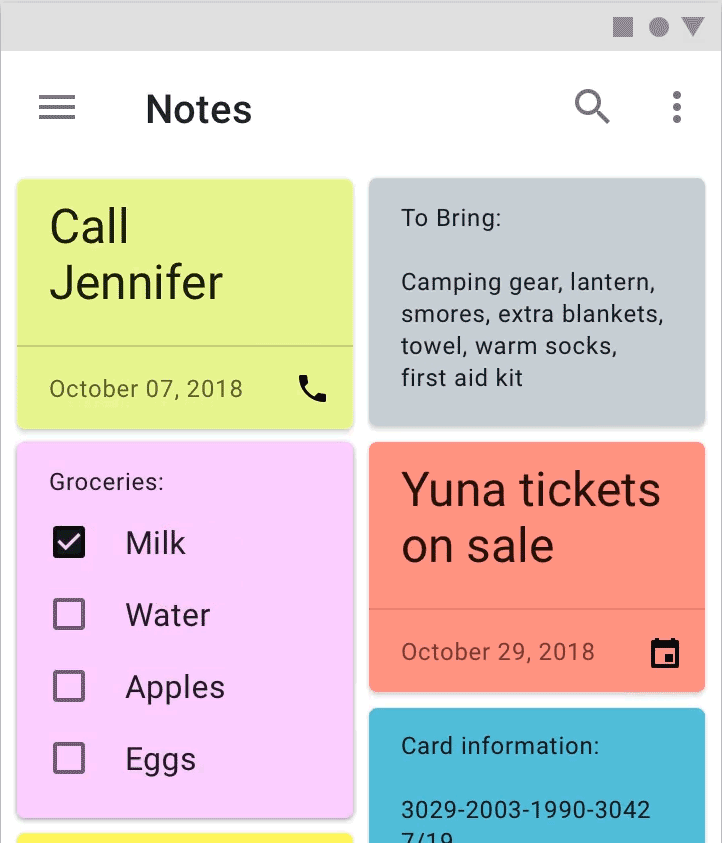 Notes
Call
Jennifer
October 07, 2018
To Bring:
Camping gear, lantern,
smores, extra blankets,
towel, warm socks,
first aid kit
Groceries:
Milk
Water
Apples
Eggs
Yuna tickets
on sale
October 29, 2018
Card information:
3029-2003-1990-3042
7/19